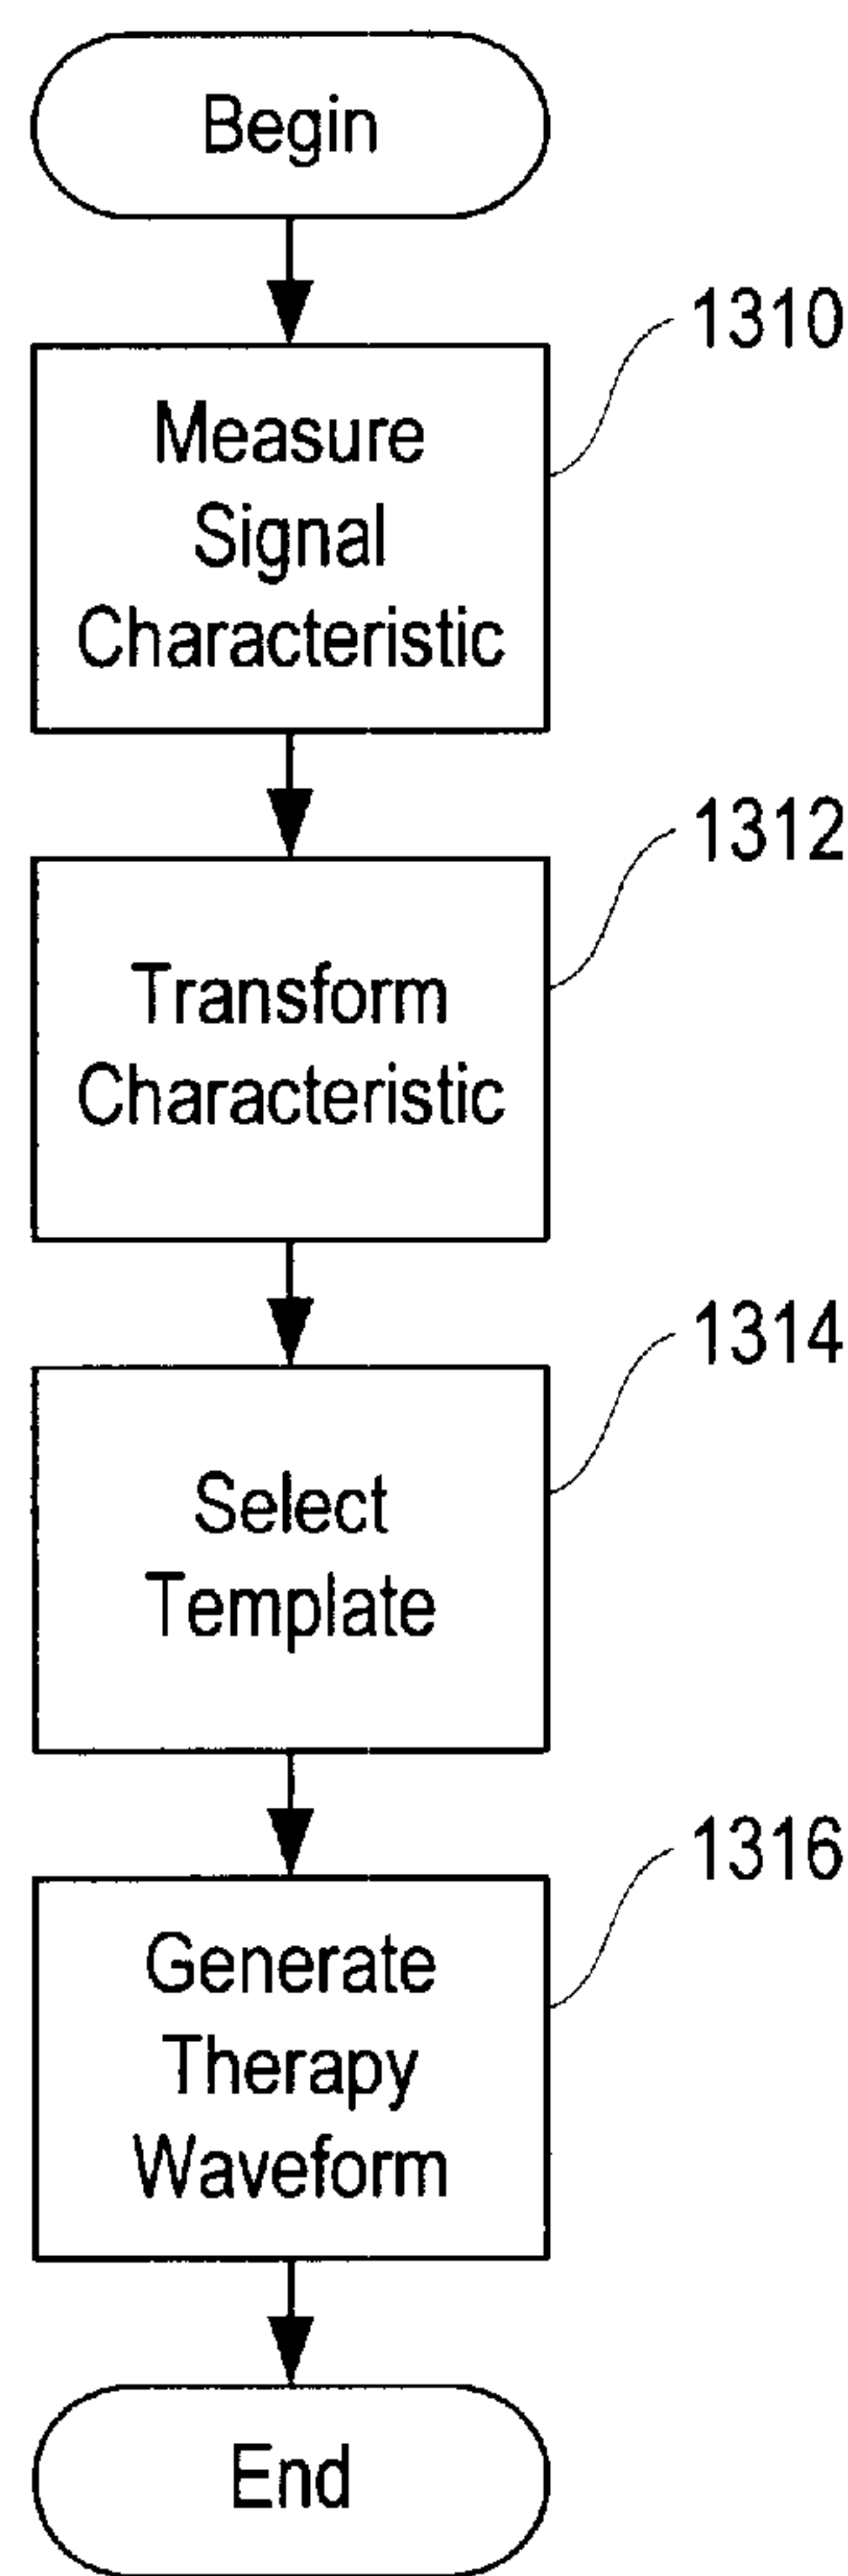 Begin
1310
Measure
Signal
Characteristic
1312
Transform
Characteristic
1314
Select
Template
1316
Generate
Therapy
Waveform
End